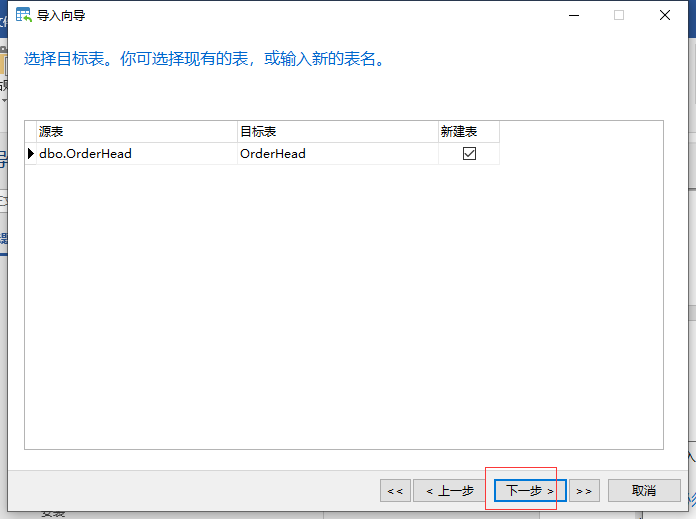 导入向导
选择目标表。你可选择现有的表，或输入新的表名。
源表 目标表 新建表
dbo.OrderHead OrderHead
<< < 上一步 下一步 > >> 取消
安装